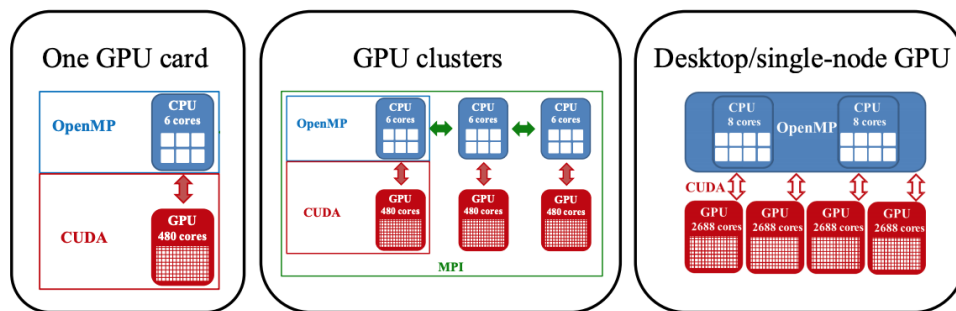 One GPU card
OpenMP
CPU
6 cores
CUDA
GPU
480 cores
GPU clusters
OpenMP
CPU
6 cores
CPU
6 cores
CPU
6 cores
CUDA
GPU
480 cores
GPU
480 cores
GPU
480 cores
MPI
Desktop/single-node GPU
CPU
8 cores
OpenMP
CPU
8 cores
CUDA
GPU
2688 cores
GPU
2688 cores
GPU
2688 cores
GPU
2688 cores